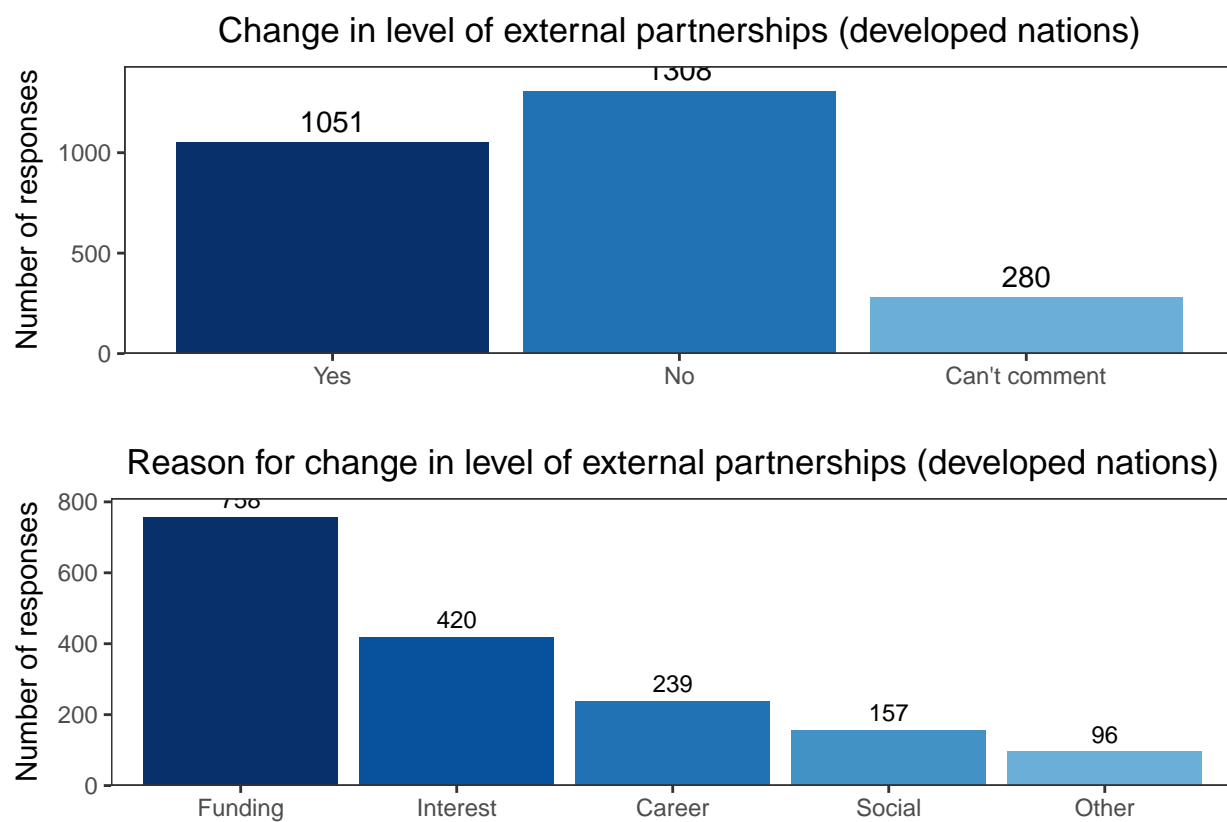 Change in level of external partnerships (developed nations)
Number of responses
1000
500
0
1051
1308
280
Yes
No
Can't comment
Reason for change in level of external partnerships (developed nations)
Number of responses
800
600
400
200
0
758
420
239
157
96
Funding
Interest
Career
Social
Other